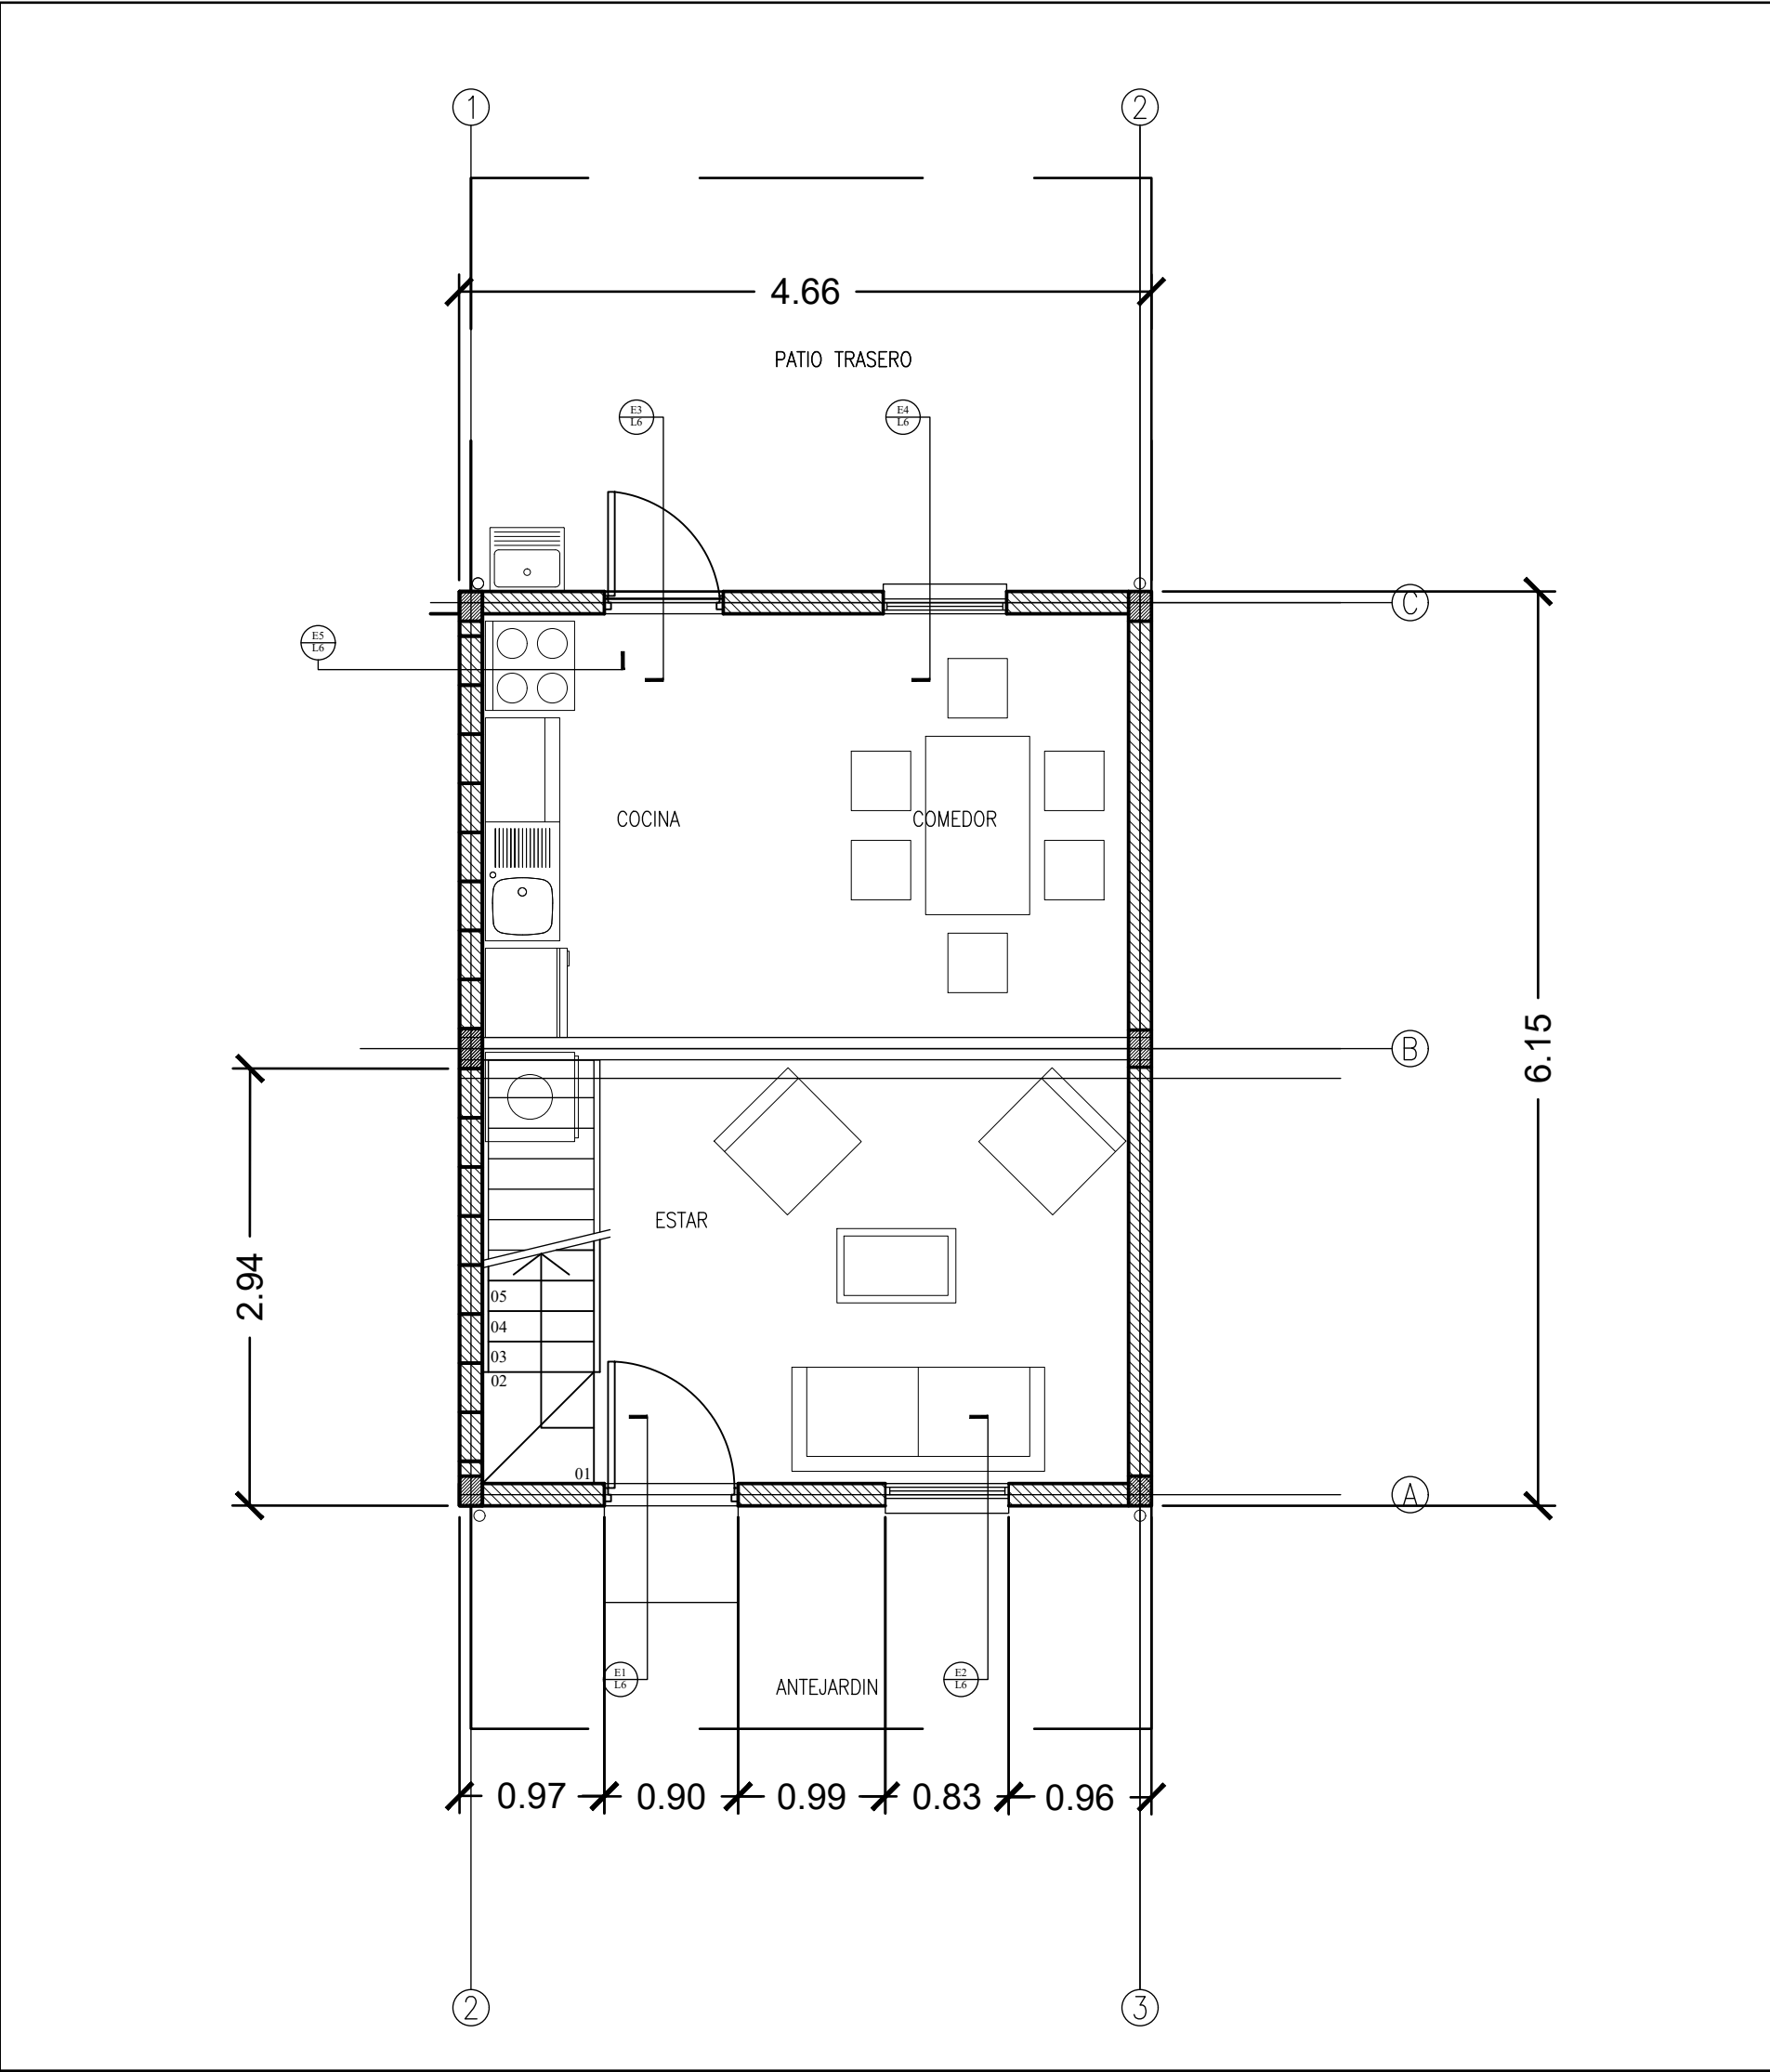 1
2
4.66
PATIO TRASERO
E3
L6
E4
L6
C
E5
L6
COCINA
COMEDOR
B
6.15
2.94
ESTAR
05
04
03
02
01
A
E1
L6
E2
L6
ANTEJARDIN
0.97
0.90
0.99
0.83
0.96
2
3